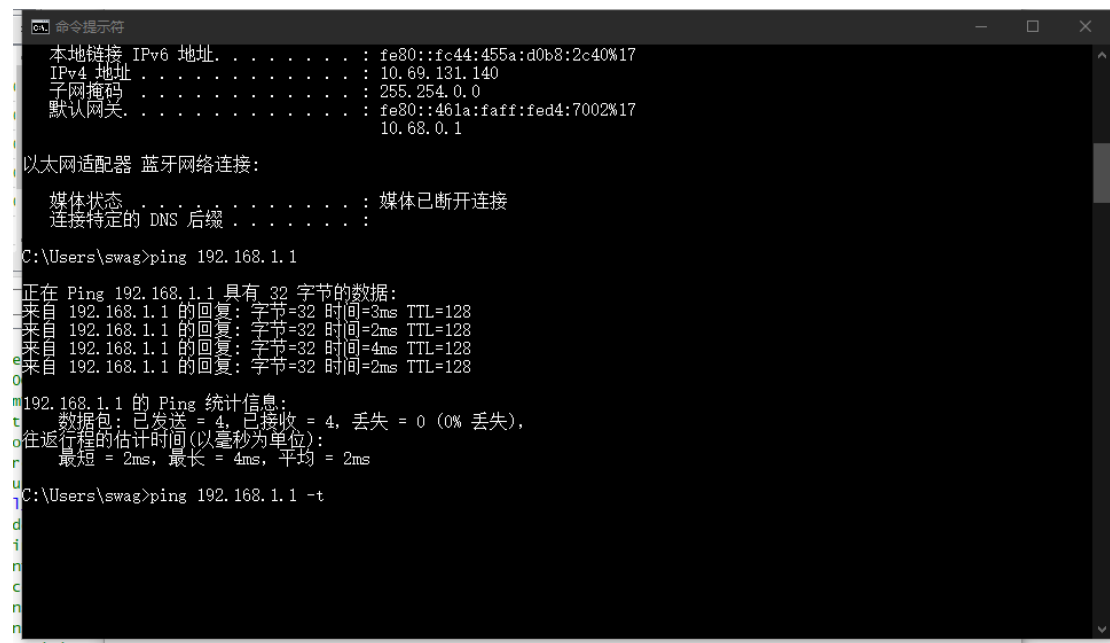 命令提示符
本地链接 IPv6 地址. . . . . . . . : fe80::fc44:455a:d0b8:2c40%17
IPv4 地址 . . . . . . . . . . . . : 10.69.131.140
子网掩码 . . . . . . . . . . . . : 255.254.0.0
默认网关. . . . . . . . . . . . . : fe80::461a:faff:fed4:7002%17
10.68.0.1
以太网适配器 蓝牙网络连接:
媒体状态 . . . . . . . . . . . . : 媒体已断开连接
连接特定的 DNS 后缀 . . . . . . . :
C:\Users\swag>ping 192.168.1.1
正在 Ping 192.168.1.1 具有 32 字节的数据:
来自 192.168.1.1 的回复: 字节=32 时间=3ms TTL=128
来自 192.168.1.1 的回复: 字节=32 时间=2ms TTL=128
来自 192.168.1.1 的回复: 字节=32 时间=4ms TTL=128
来自 192.168.1.1 的回复: 字节=32 时间=2ms TTL=128
192.168.1.1 的 Ping 统计信息:
数据包: 已发送 = 4, 已接收 = 4, 丢失 = 0 (0% 丢失),
往返行程的估计时间(以毫秒为单位):
最短 = 2ms, 最长 = 4ms, 平均 = 2ms
C:\Users\swag>ping 192.168.1.1 -t